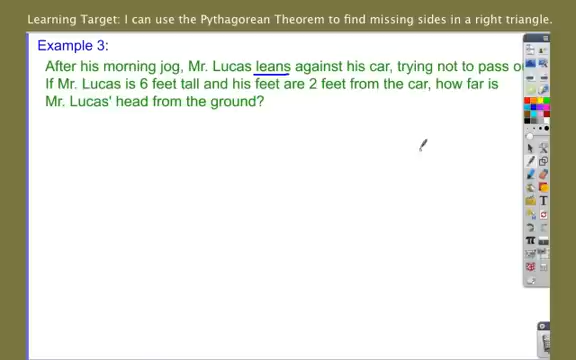 Learning Target: I can use the Pythagorean Theorem to find missing sides in a right triangle.
Example 3:
After his morning jog, Mr. Lucas leans against his car, trying not to pass
If Mr. Lucas is 6 feet tall and his feet are 2 feet from the car, how far is
Mr. Lucas' head from the ground?